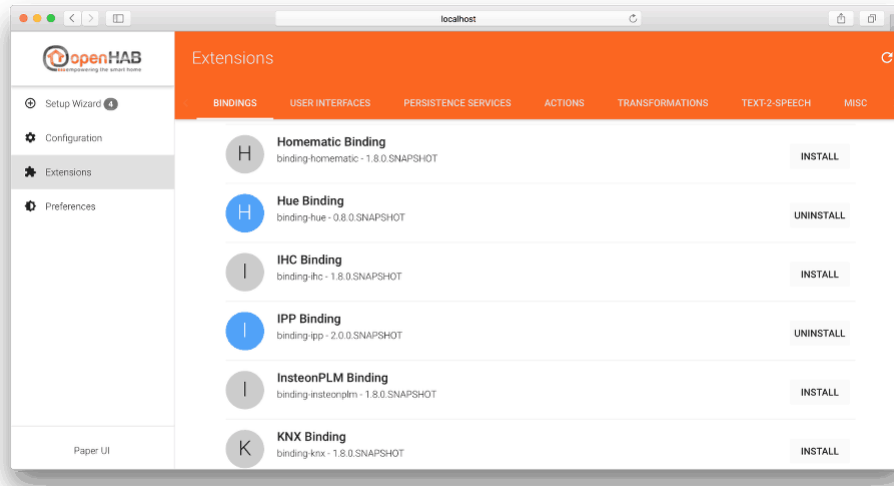 localhost
openHAB
empowering the smart home
Extensions
Setup Wizard 4
Configuration
Extensions
Preferences
Paper UI
BINDINGS USER INTERFACES PERSISTENCE SERVICES ACTIONS TRANSFORMATIONS TEXT-2-SPEECH MISC
H
Homematic Binding
binding-homematic - 1.8.0.SNAPSHOT
INSTALL
H
Hue Binding
binding-hue - 0.8.0.SNAPSHOT
UNINSTALL
I
IHC Binding
binding-ihc - 1.8.0.SNAPSHOT
INSTALL
I
IPP Binding
binding-ipp - 2.0.0.SNAPSHOT
UNINSTALL
I
InsteonPLM Binding
binding-insteonplm - 1.8.0.SNAPSHOT
INSTALL
K
KNX Binding
binding-knx - 1.8.0.SNAPSHOT
INSTALL